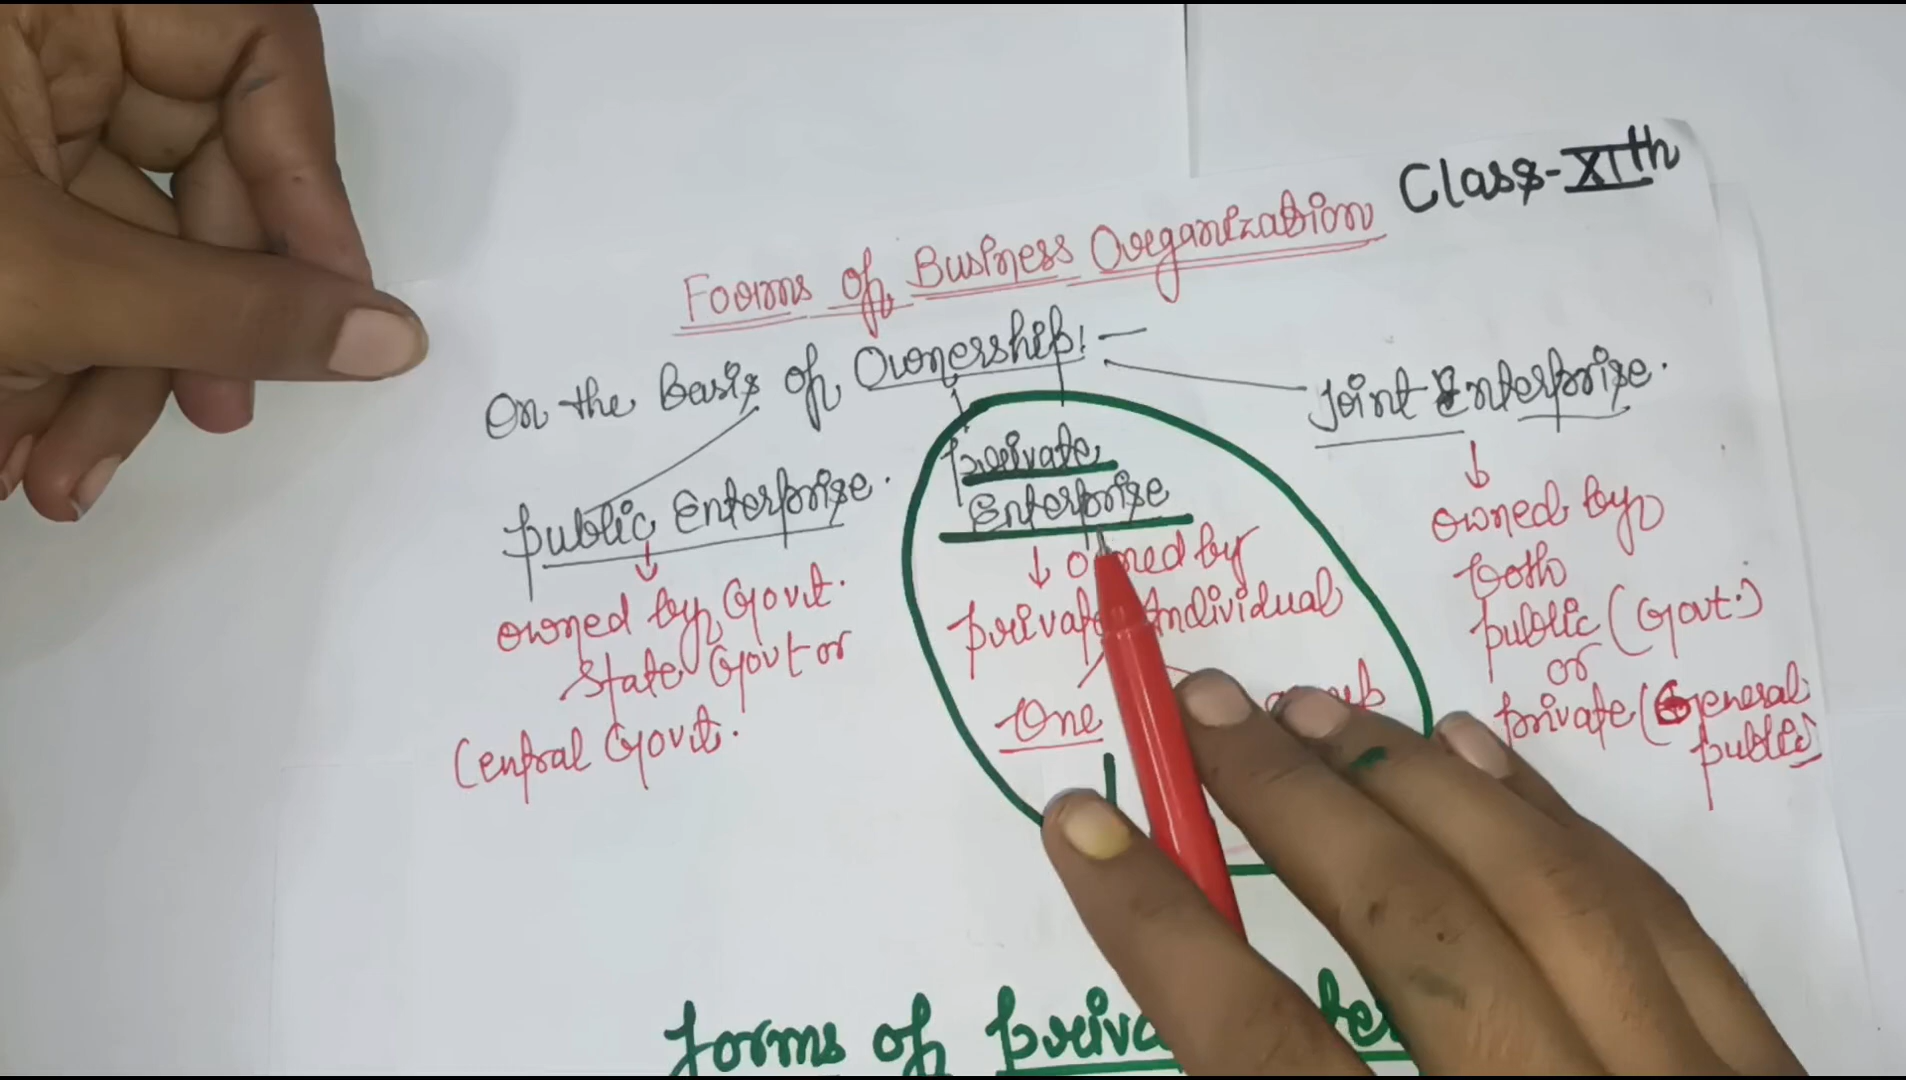 Class-XIth
Forms of Business Organization
On the basis of Ownership: —
Public Enterprise.
owned by Govt.
State Govt or
Central Govt.
Private
Enterprise
owned by
private Individual
One
Joint Enterprise.
owned by
both
public (Govt.)
or
private (General
public)
forms of